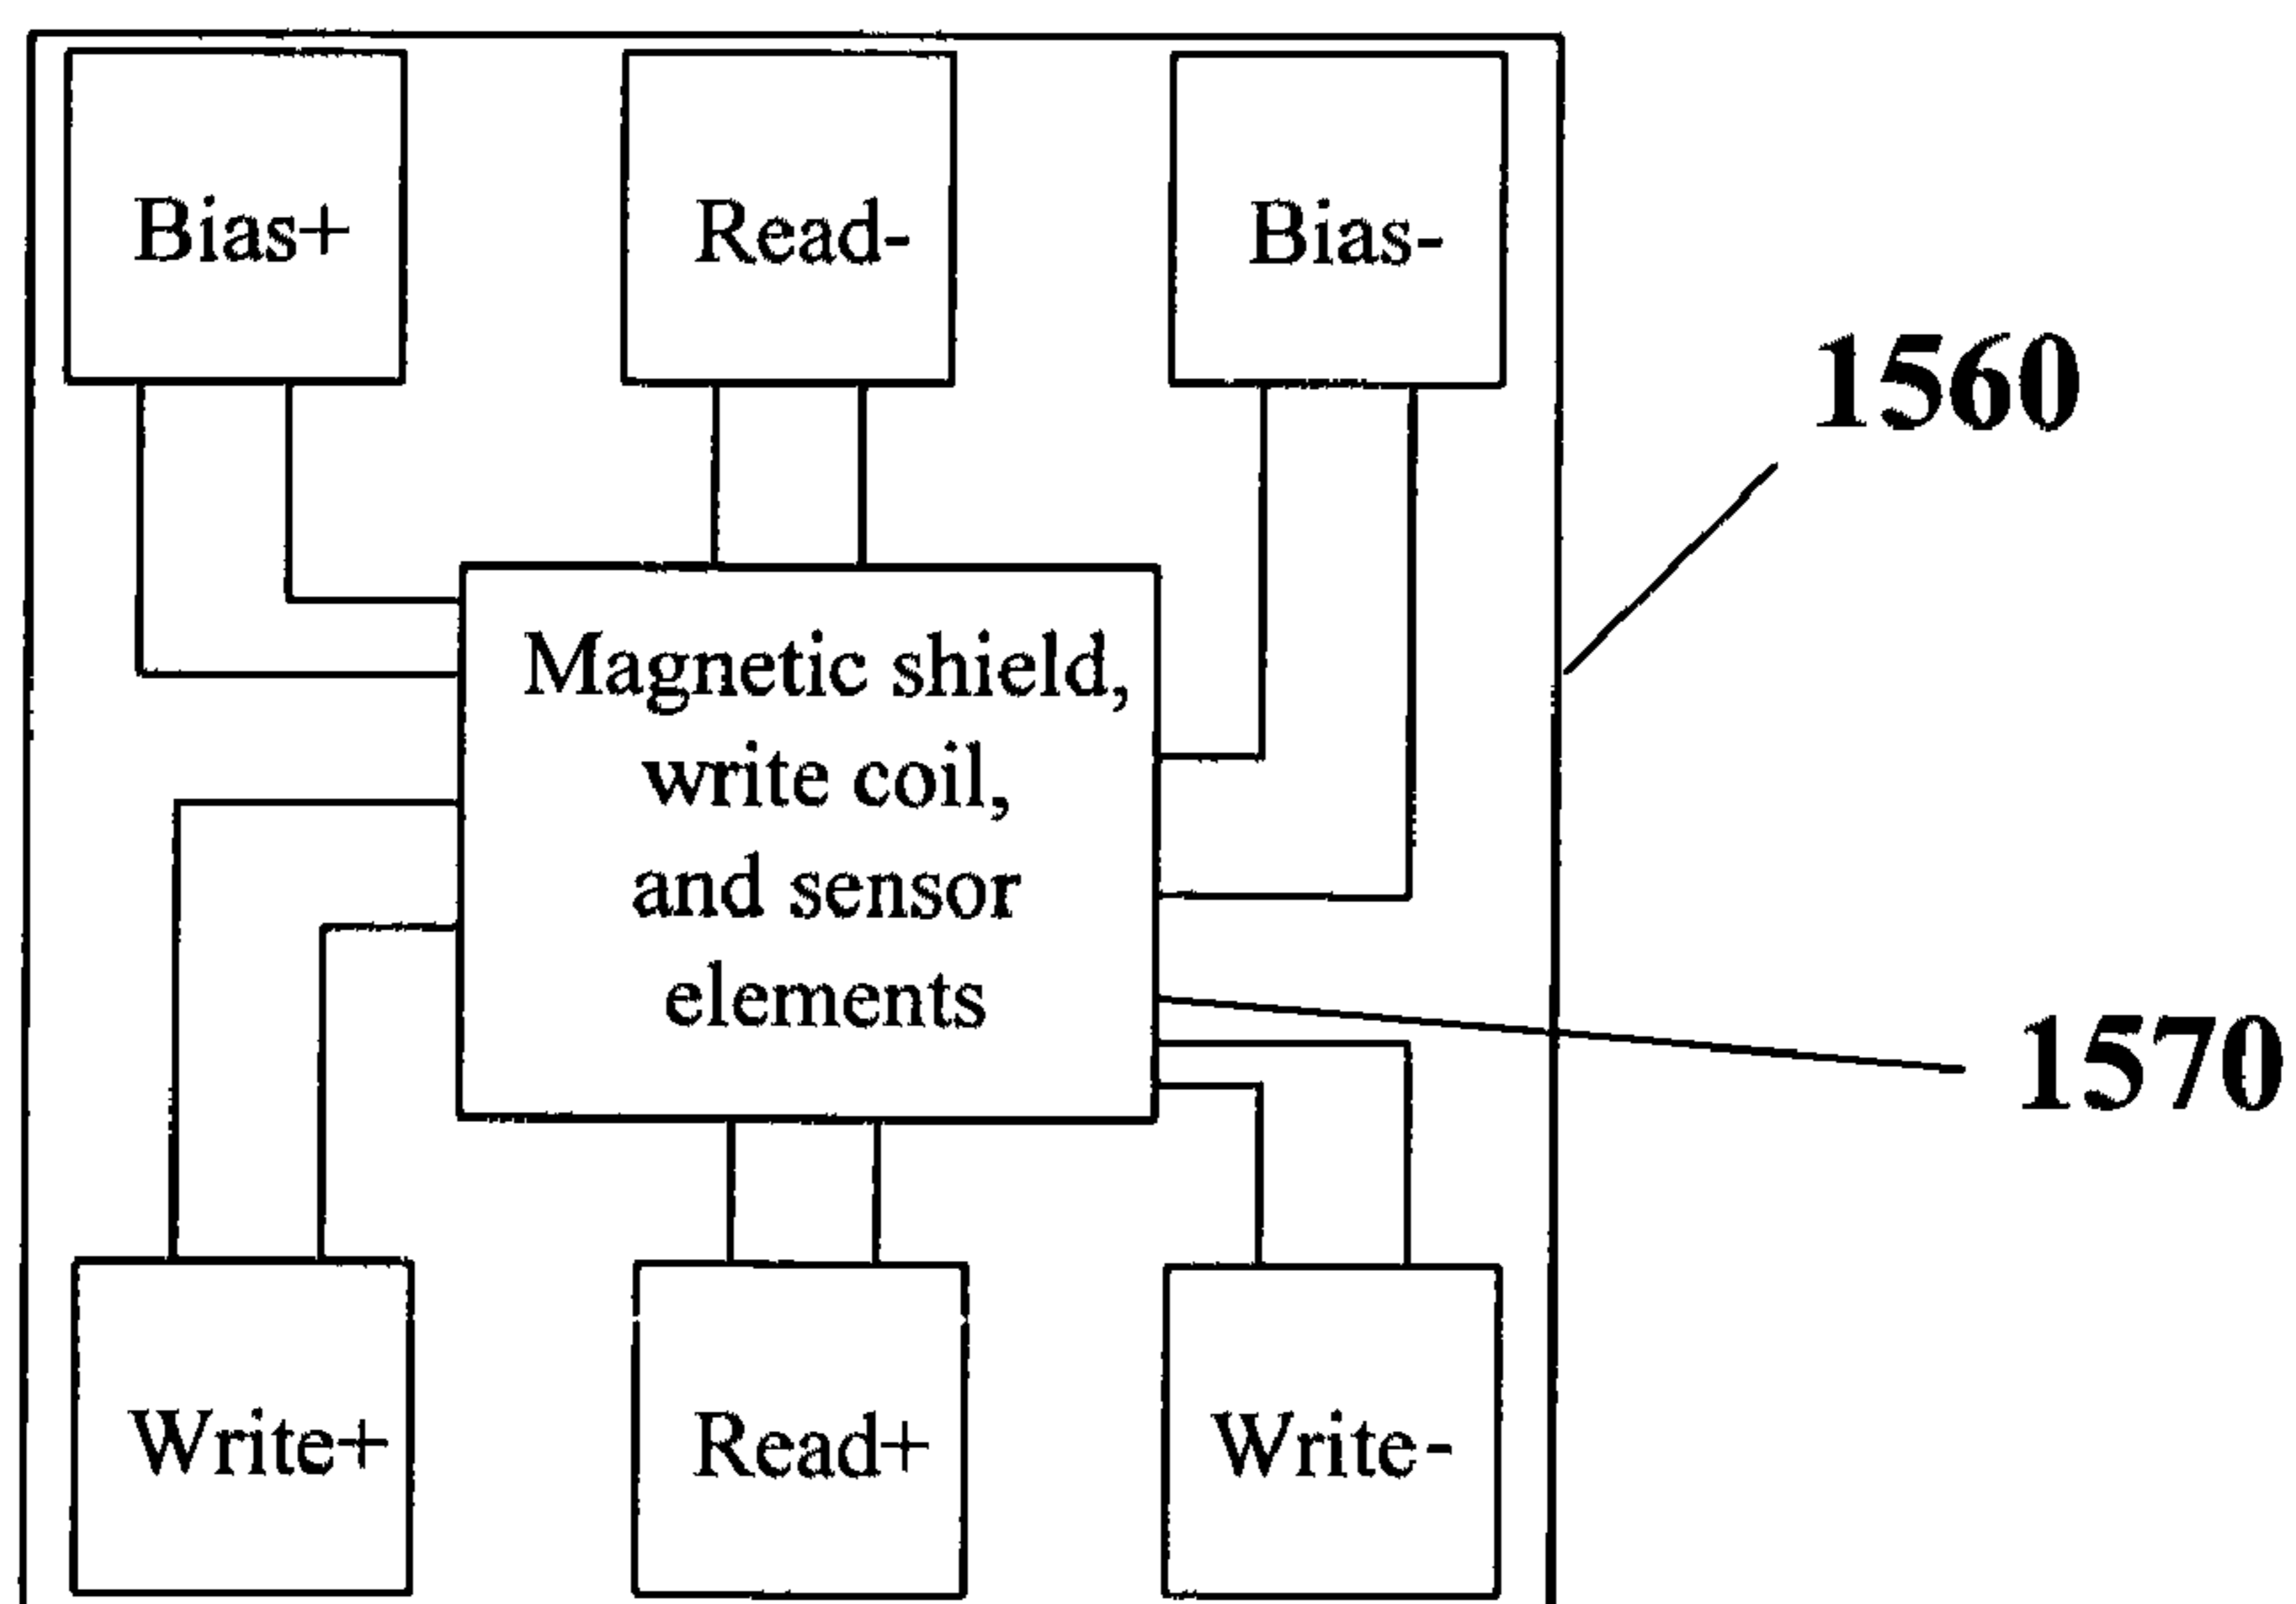 Bias+
Read-
Bias-
1560
Magnetic shield,
write coil,
and sensor
elements
1570
Write+
Read+
Write-